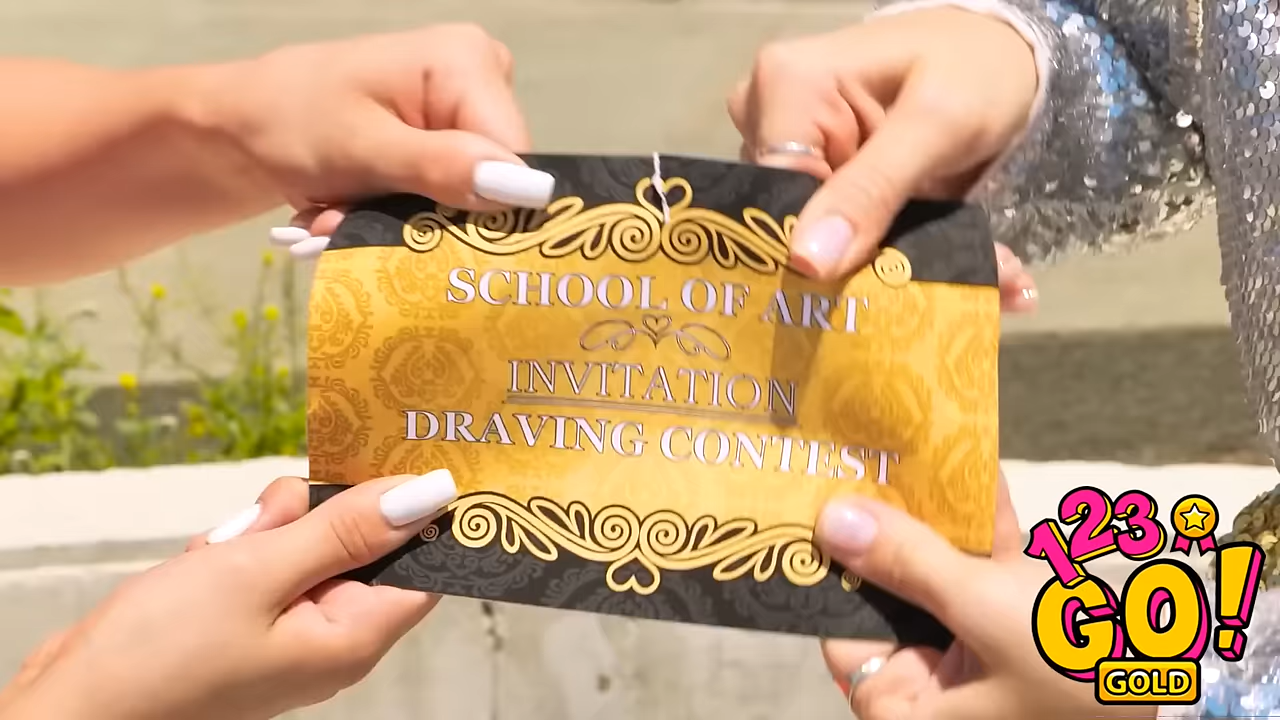 SCHOOL OF ART
INVITATION
DRAVING CONTEST
123
GO!
GOLD